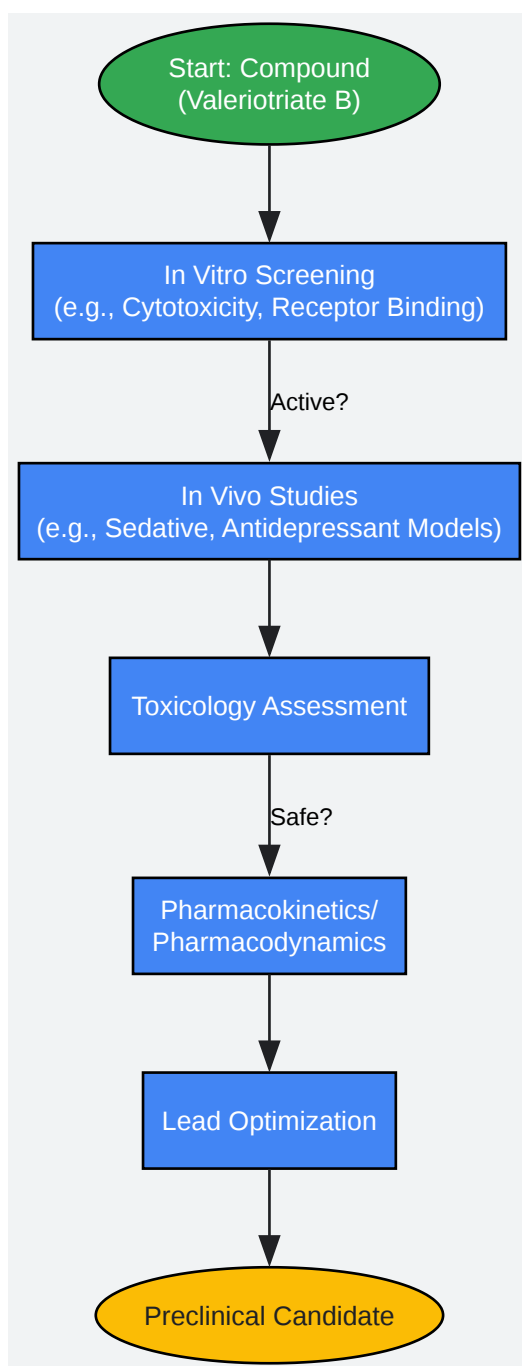 Start: Compound
(Valeriotriate B)
In Vitro Screening
(e.g., Cytotoxicity, Receptor Binding)
Active?
In Vivo Studies
(e.g., Sedative, Antidepressant Models)
Toxicology Assessment
Safe?
Pharmacokinetics/
Pharmacodynamics
Lead Optimization
Preclinical Candidate